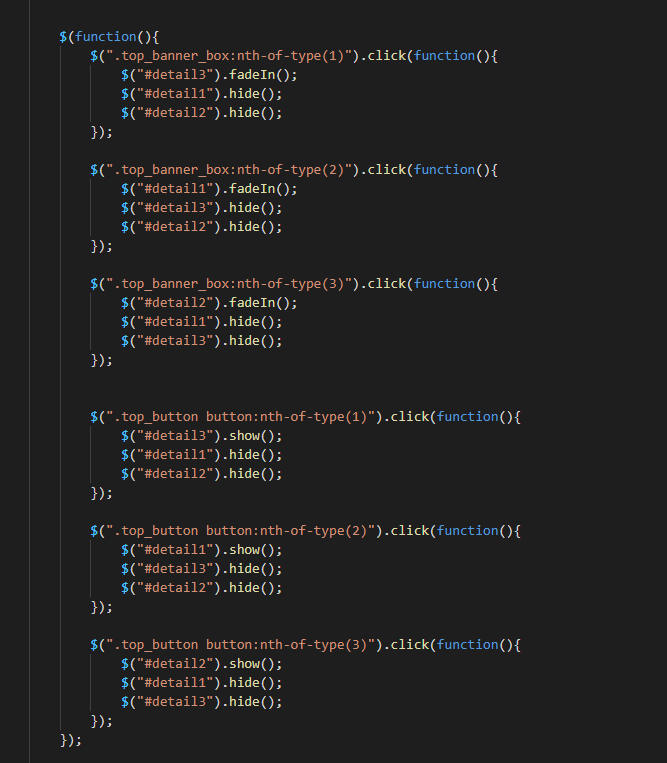 $(function(){
$(".top_banner_box:nth-of-type(1)").click(function(){
$("#detail3").fadeIn();
$("#detail1").hide();
$("#detail2").hide();
});
$(".top_banner_box:nth-of-type(2)").click(function(){
$("#detail1").fadeIn();
$("#detail3").hide();
$("#detail2").hide();
});
$(".top_banner_box:nth-of-type(3)").click(function(){
$("#detail2").fadeIn();
$("#detail1").hide();
$("#detail3").hide();
});
$(".top_button button:nth-of-type(1)").click(function(){
$("#detail3").show();
$("#detail1").hide();
$("#detail2").hide();
});
$(".top_button button:nth-of-type(2)").click(function(){
$("#detail1").show();
$("#detail3").hide();
$("#detail2").hide();
});
$(".top_button button:nth-of-type(3)").click(function(){
$("#detail2").show();
$("#detail1").hide();
$("#detail3").hide();
});
});